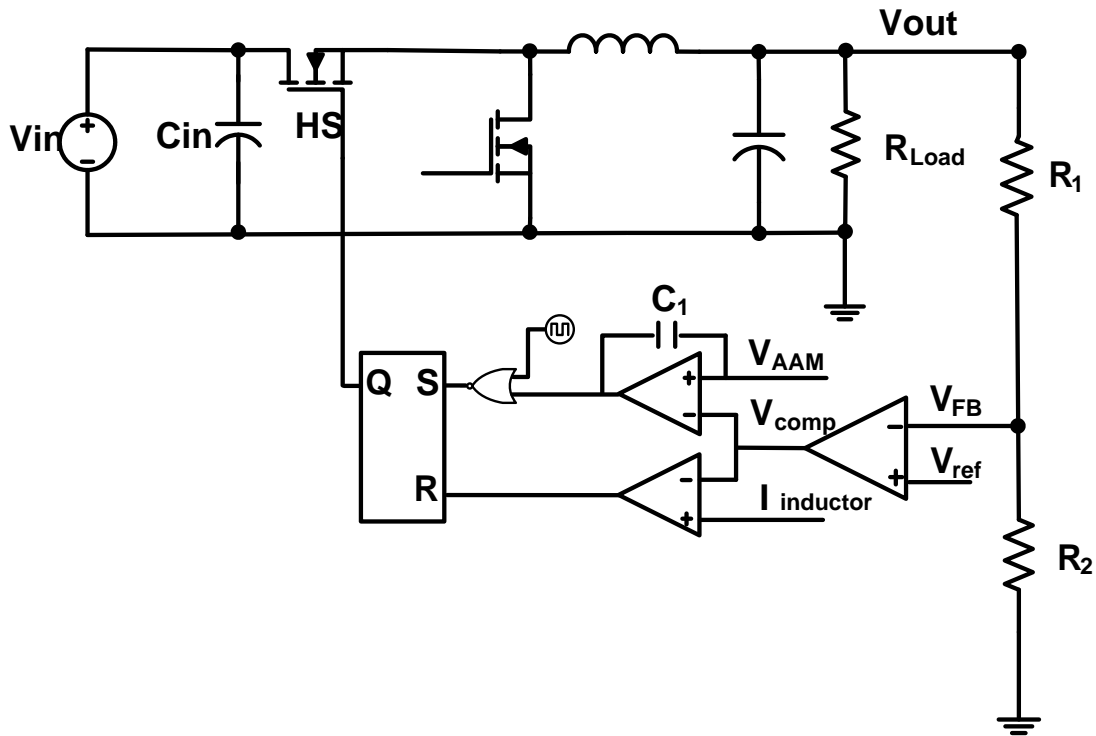 Vout
Vin
Cin
HS
RLoad
R1
C1
VAAM
Q
S
Vcomp
VFB
Vref
R
I inductor
R2